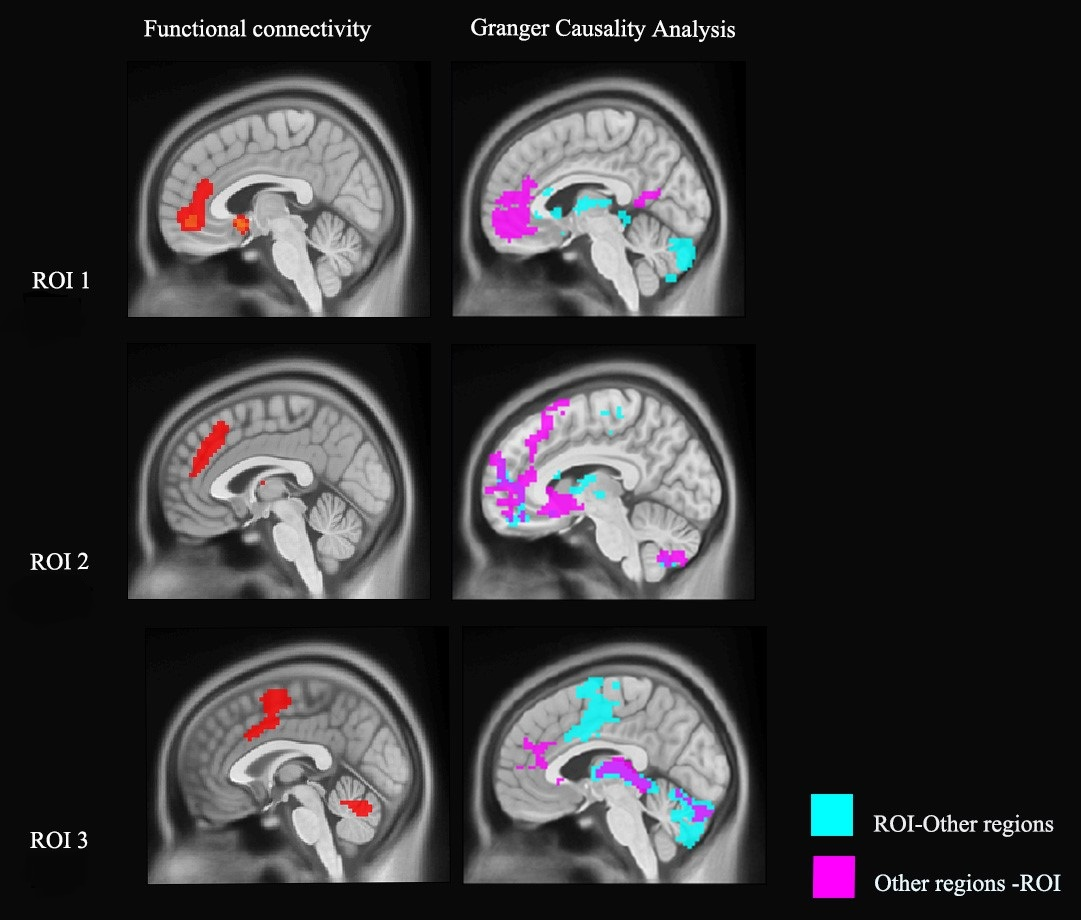 Functional connectivity
Granger Causality Analysis
ROI 1
ROI 2
ROI 3
ROI-Other regions
Other regions -ROI